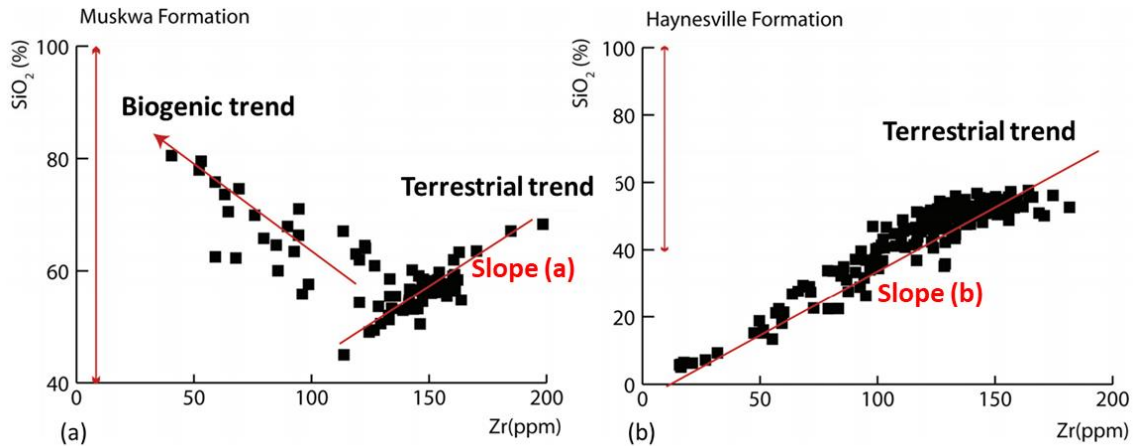 Muskwa Formation
SiO₂ (%)
100
80
60
40
50
100
150
200
Biogenic trend
Terrestrial trend
Slope (a)
Zr(ppm)
(a)
Haynesville Formation
SiO₂ (%)
100
80
60
50
40
20
0
0
50
100
150
200
Terrestrial trend
Slope (b)
Zr(ppm)
(b)